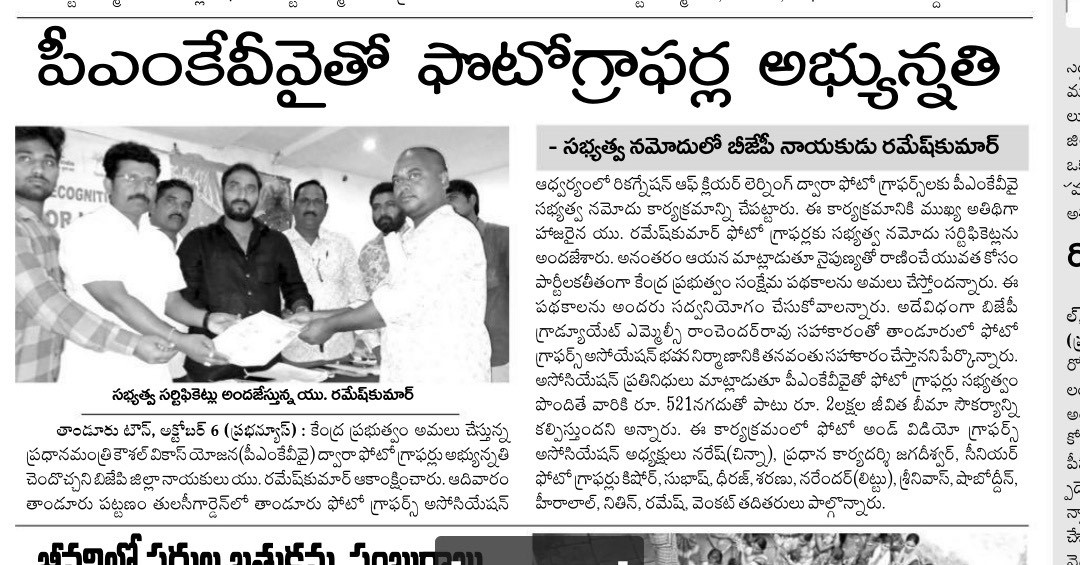 పీఎంకేవీవైతో ఫొటోగ్రాఫర్ల అభ్యున్నతి
- సభ్యత్వ నమోదులో బీజేపీ నాయకుడు రమేష్‌కుమార్
సభ్యత్వ సర్టిఫికెట్లు అందజేస్తున్న యు. రమేష్‌కుమార్
తాండూరు టౌన్, అక్టోబర్ 6 (ప్రభన్యూస్) : కేంద్ర ప్రభుత్వం అమలు చేస్తున్న
ప్రధానమంత్రి కౌశల్ వికాస్ యోజన(పీఎంకేవీవై) ద్వారా ఫోటో గ్రాఫర్లు అభ్యున్నతి
చెందొచ్చని బిజెపి జిల్లా నాయకులు యు. రమేష్‌కుమార్ ఆకాంక్షించారు. ఆదివారం
తాండూరు పట్టణం తులసీగార్డెన్‌లో తాండూరు ఫోటో గ్రాఫర్స్ అసోసియేషన్
ఆధ్వర్యంలో రికగ్నేషన్ ఆఫ్ క్లియర్ లెర్నింగ్ ద్వారా ఫోటో గ్రాఫర్స్‌లకు పీఎంకేవీవై
సభ్యత్వ నమోదు కార్యక్రమాన్ని చేపట్టారు. ఈ కార్యక్రమానికి ముఖ్య అతిథిగా
హాజరైన యు. రమేష్‌కుమార్ ఫోటో గ్రాఫర్లకు సభ్యత్వ నమోదు సర్టిఫికెట్లను
అందజేశారు. అనంతరం ఆయన మాట్లాడుతూ నైపుణ్యతో రాణించే యువత కోసం
పార్టీలకతీతంగా కేంద్ర ప్రభుత్వం సంక్షేమ పథకాలను అమలు చేస్తోందన్నారు. ఈ
పథకాలను అందరు సద్వనియోగం చేసుకోవాలన్నారు. అదేవిధంగా బిజేపీ
గ్రాడ్యూయేట్ ఎమ్మెల్సీ రాంచెందర్‌రావు సహాకారంతో తాండూరులో ఫోటో
గ్రాఫర్స్ అసోయేషన్ భవన నిర్మాణానికి తనవంతు సహాకారం చేస్తానని పేర్కొన్నారు.
అసోసియేషన్ ప్రతినిధులు మాట్లాడుతూ పీఎంకేవీవైతో ఫోటో గ్రాఫర్లు సభ్యత్వం
పొందితే వారికి రూ. 521నగదుతో పాటు రూ. 2లక్షల జీవిత బీమా సౌకర్యాన్ని
కల్పిస్తుందని అన్నారు. ఈ కార్యక్రమంలో ఫోటో అండ్ విడియో గ్రాఫర్స్
అసోసియేషన్ అధ్యక్షులు నరేష్(చిన్నా), ప్రధాన కార్యదర్శి జగదీశ్వర్, సీనియర్
ఫోటో గ్రాఫర్లు కిషోర్, సుభాష్, ధీరజ్, శరణు, నరేందర్(లిట్టు), శ్రీనివాస్, షాబోద్దీన్,
హీరాలాల్, నితిన్, రమేష్, వెంకట్ తదితరులు పాల్గొన్నారు.